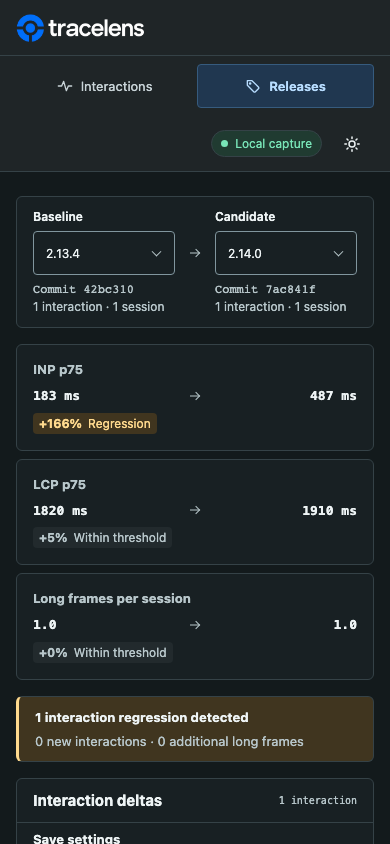 tracelens
Interactions
Releases
Local capture
Baseline
Candidate
2.13.4
2.14.0
Commit 42bc310
Commit 7ac841f
1 interaction · 1 session
1 interaction · 1 session
INP p75
183 ms → 487 ms
+166% Regression
LCP p75
1820 ms → 1910 ms
+5% Within threshold
Long frames per session
1.0 → 1.0
+0% Within threshold
1 interaction regression detected
0 new interactions · 0 additional long frames
Interaction deltas
1 interaction
Save settings